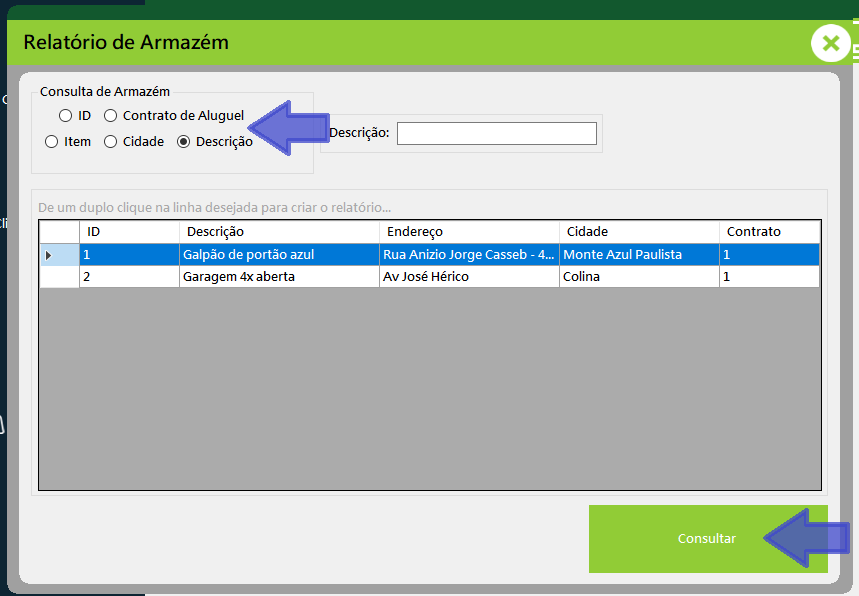 Relatório de Armazém
Consulta de Armazém
ID Contrato de Aluguel
Item Cidade Descrição
Descrição:
De um duplo clique na linha desejada para criar o relatório...
ID Descrição Endereço Cidade Contrato
1 Galpão de portão azul Rua Anizio Jorge Casseb - 4... Monte Azul Paulista 1
2 Garagem 4x aberta Av José Hérico Colina 1
Consultar